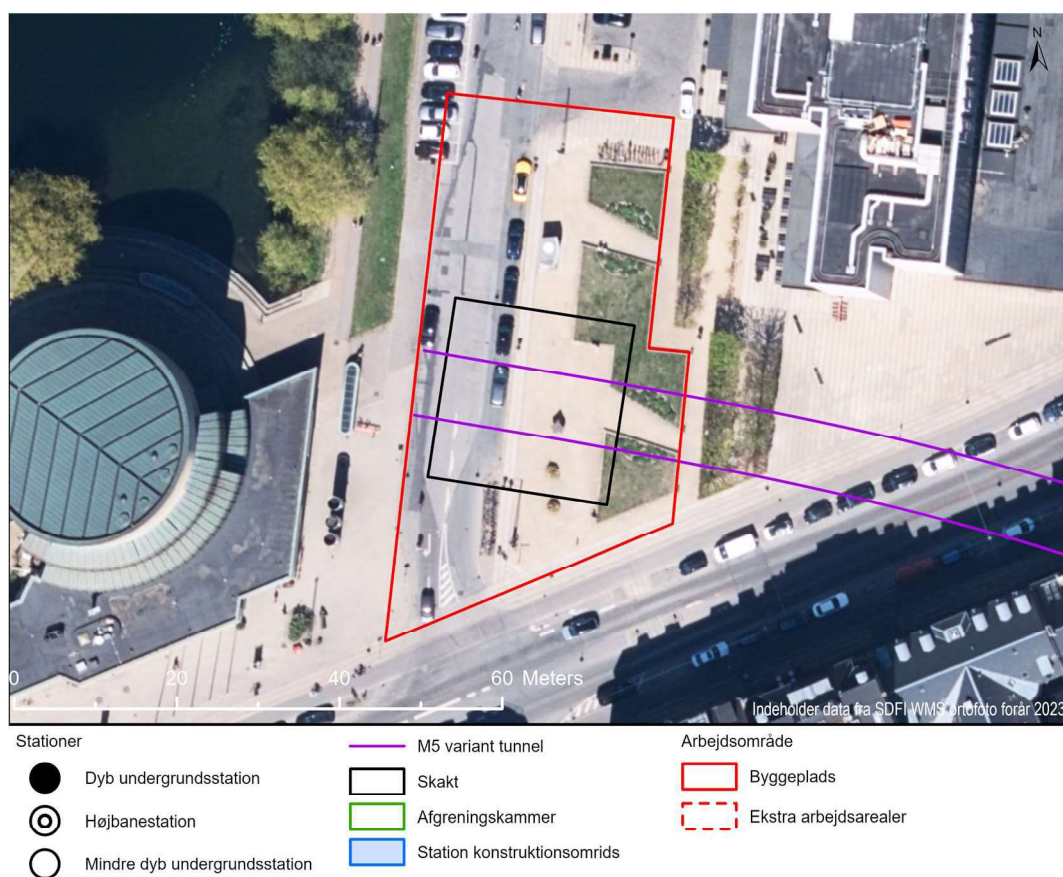 N
0 20 40 60 Meters
Indeholder data fra SDFI WMS ortofoto forår 2023
Stationer
Dyb undergrundsstation
Højbanestation
Mindre dyb undergrundsstation
M5 variant tunnel
Skakt
Afgreningskammer
Station konstruktionsomrids
Arbejdsområde
Byggeplads
Ekstra arbejdsarealer